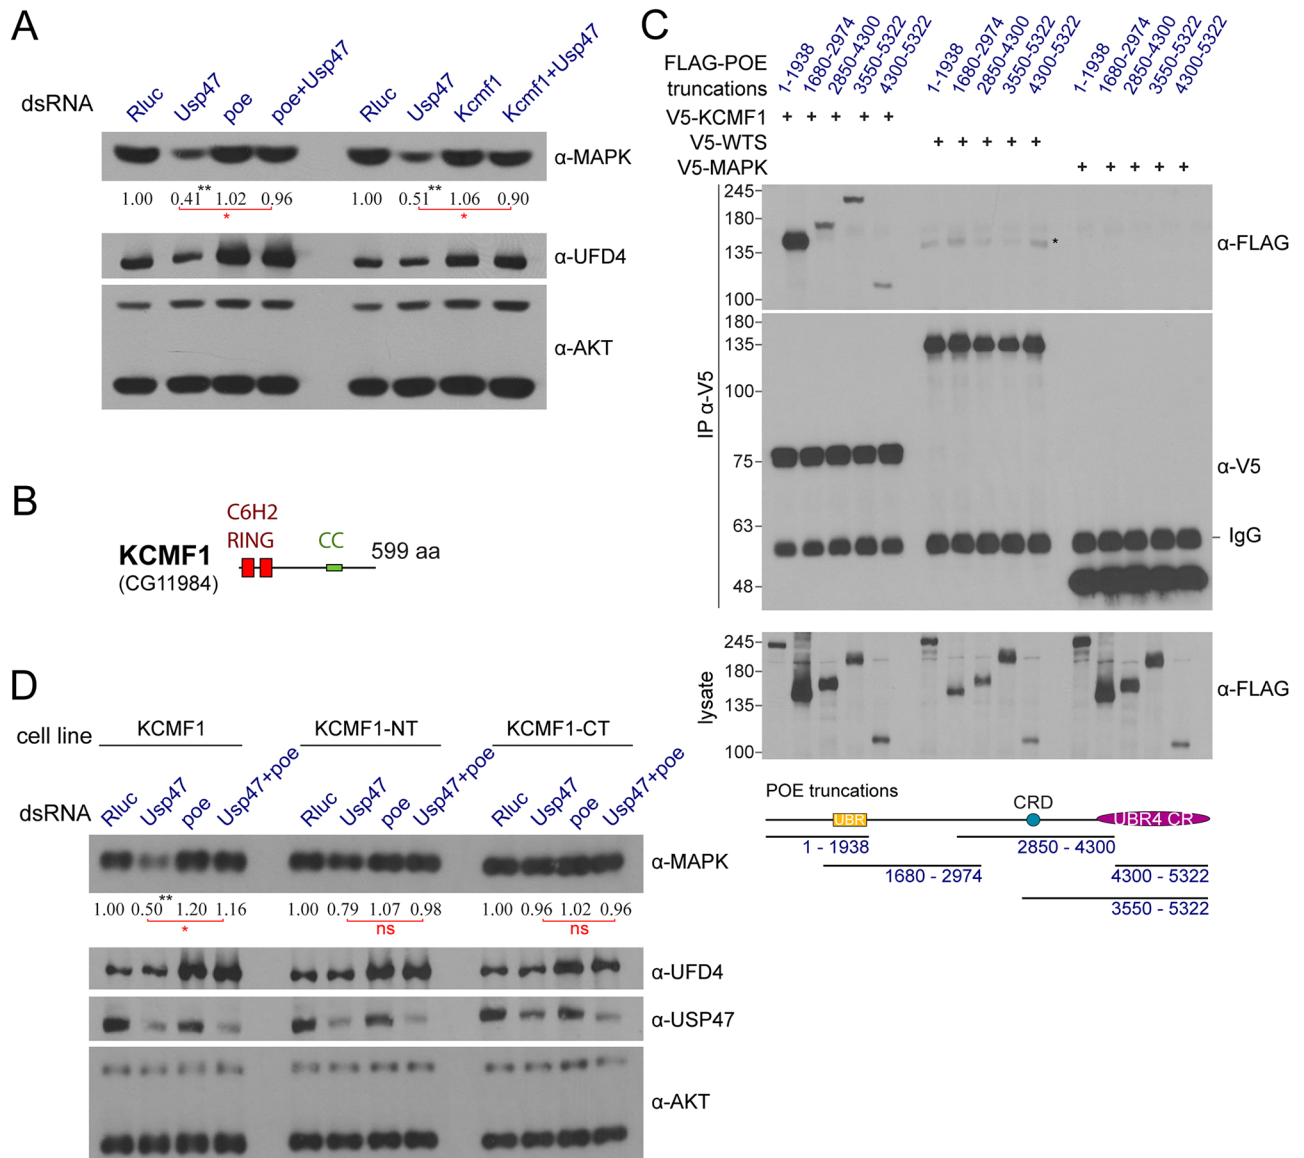 A
dsRNA
Rluc Usp47 poe poe+Usp47 Rluc Usp47 Kcmf1 Kcmf1+Usp47
α-MAPK
1.00 0.41 ** 1.02 0.96 1.00 0.51 ** 1.06 0.90
* *
α-UFD4
α-AKT
B
C6H2
RING CC
KCMF1 599 aa
(CG11984)
C
FLAG-POE
truncations
1-1938 1680-2974 2850-4300 3550-5322 4300-5322 1-1938 1680-2974 2850-4300 3550-5322 4300-5322 1-1938 1680-2974 2850-4300 3550-5322 4300-5322
V5-KCMF1 + + + + +
V5-WTS + + + + +
V5-MAPK + + + + +
245
180
135 * α-FLAG
100
IP α-V5
180
135
100
75 α-V5
63
IgG
48
lysate
245
180
α-FLAG
135
100
POE truncations
CRD
UBR UBR4 CR
1 - 1938 2850 - 4300
1680 - 2974 4300 - 5322
3550 - 5322
D
cell line KCMF1 KCMF1-NT KCMF1-CT
dsRNA
Rluc Usp47 poe Usp47+poe Rluc Usp47 poe Usp47+poe Rluc Usp47 poe Usp47+poe
α-MAPK
1.00 0.50 ** 1.20 1.16 1.00 0.79 1.07 0.98 1.00 0.96 1.02 0.96
* ns ns
α-UFD4
α-USP47
α-AKT